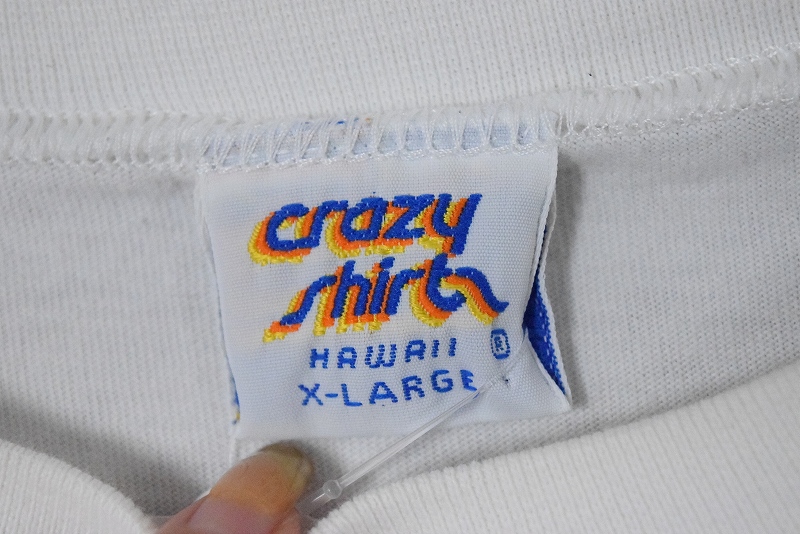 crazy
shirts
HAWAII ®
X-LARGE